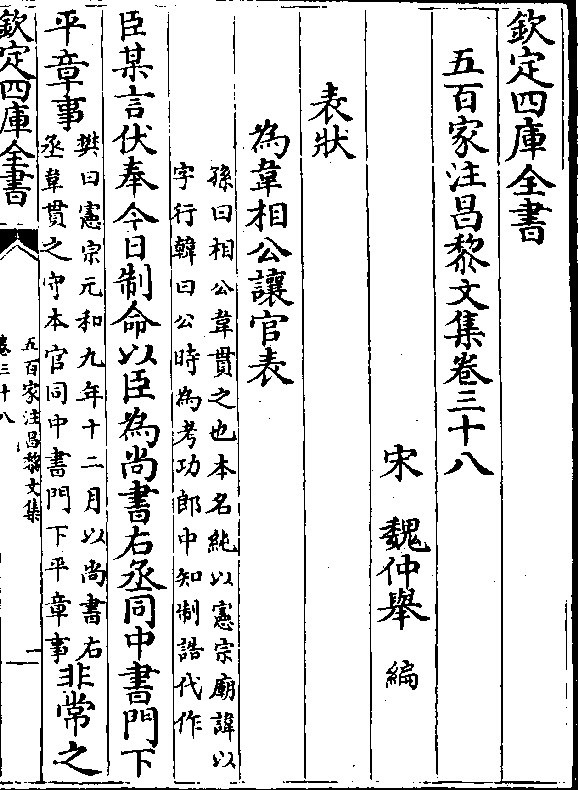 欽定四庫全書
五百家注昌黎文集卷三十八
宋　魏仲舉　編
表狀
為韋相公讓官表
孫曰相公韋貫之也本名純以憲宗廟諱以
字行韓曰公時為考功郎中知制誥代作
臣某言伏奉今日制命以臣為尚書右丞同中書門下
平章事
樊曰憲宗元和九年十二月以尚書右
丞韋貫之守本官同中書門下平章事
非常之
欽定四庫全書
五百家注昌黎文集
卷三十八
一